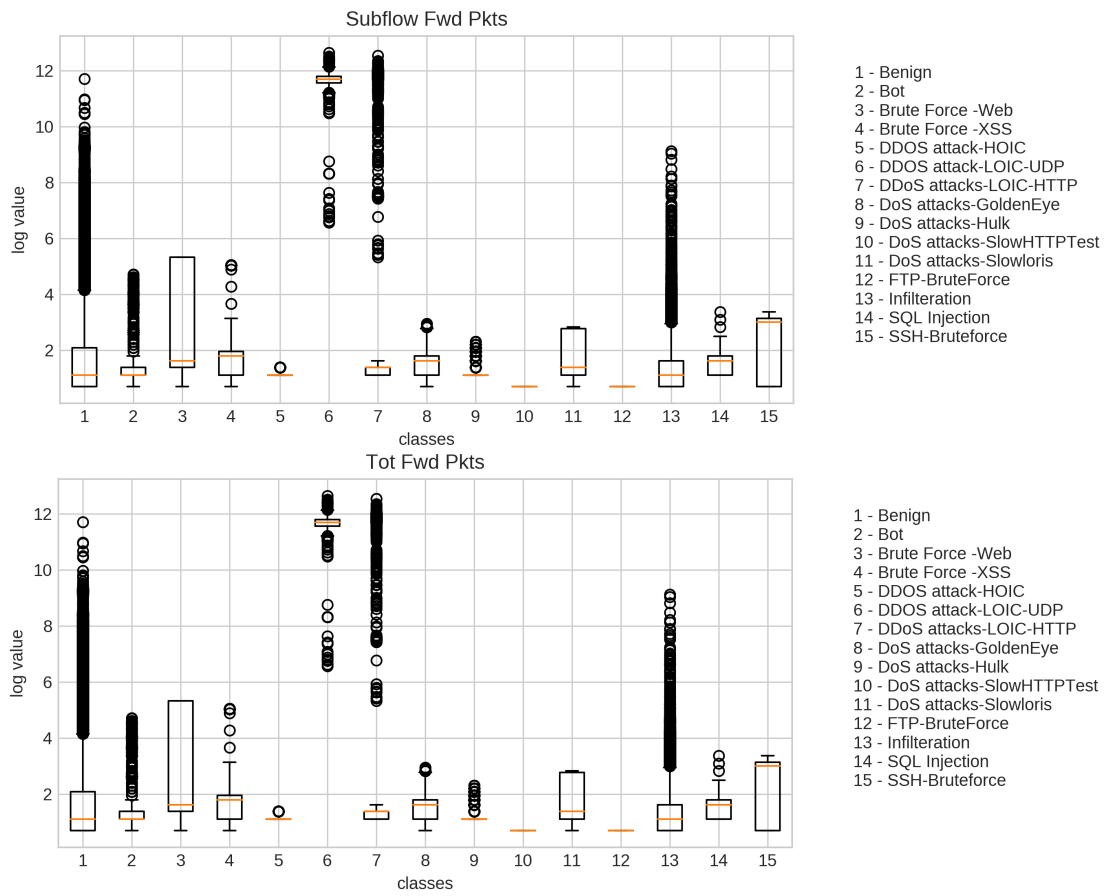 Subflow Fwd Pkts
12
10
8
6
4
2
log value
1 2 3 4 5 6 7 8 9 10 11 12 13 14 15
classes
1 - Benign
2 - Bot
3 - Brute Force -Web
4 - Brute Force -XSS
5 - DDOS attack-HOIC
6 - DDOS attack-LOIC-UDP
7 - DDoS attacks-LOIC-HTTP
8 - DoS attacks-GoldenEye
9 - DoS attacks-Hulk
10 - DoS attacks-SlowHTTPTest
11 - DoS attacks-Slowloris
12 - FTP-BruteForce
13 - Infilteration
14 - SQL Injection
15 - SSH-Bruteforce
Tot Fwd Pkts
12
10
8
6
4
2
log value
1 2 3 4 5 6 7 8 9 10 11 12 13 14 15
classes
1 - Benign
2 - Bot
3 - Brute Force -Web
4 - Brute Force -XSS
5 - DDOS attack-HOIC
6 - DDOS attack-LOIC-UDP
7 - DDoS attacks-LOIC-HTTP
8 - DoS attacks-GoldenEye
9 - DoS attacks-Hulk
10 - DoS attacks-SlowHTTPTest
11 - DoS attacks-Slowloris
12 - FTP-BruteForce
13 - Infilteration
14 - SQL Injection
15 - SSH-Bruteforce